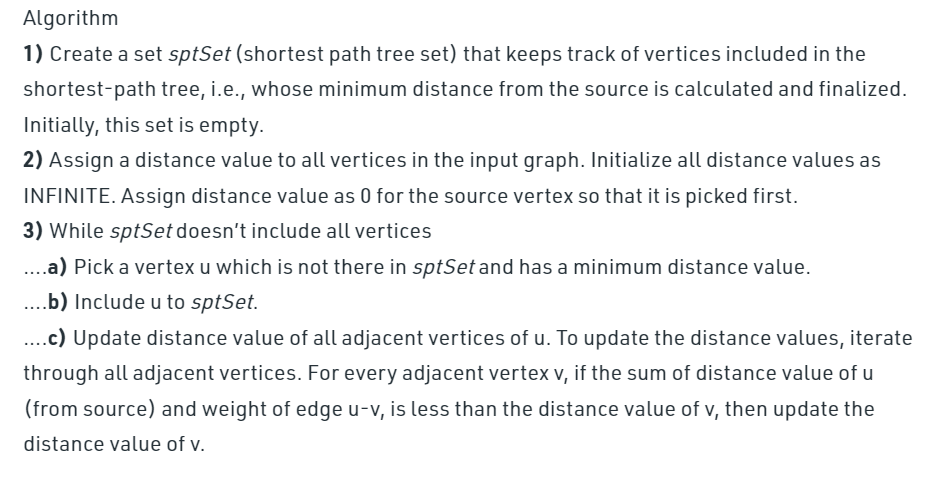 Algorithm
1) Create a set sptSet (shortest path tree set) that keeps track of vertices included in the
shortest-path tree, i.e., whose minimum distance from the source is calculated and finalized.
Initially, this set is empty.
2) Assign a distance value to all vertices in the input graph. Initialize all distance values as
INFINITE. Assign distance value as 0 for the source vertex so that it is picked first.
3) While sptSet doesn't include all vertices
....a) Pick a vertex u which is not there in sptSet and has a minimum distance value.
....b) Include u to sptSet.
....c) Update distance value of all adjacent vertices of u. To update the distance values, iterate
through all adjacent vertices. For every adjacent vertex v, if the sum of distance value of u
(from source) and weight of edge u-v, is less than the distance value of v, then update the
distance value of v.